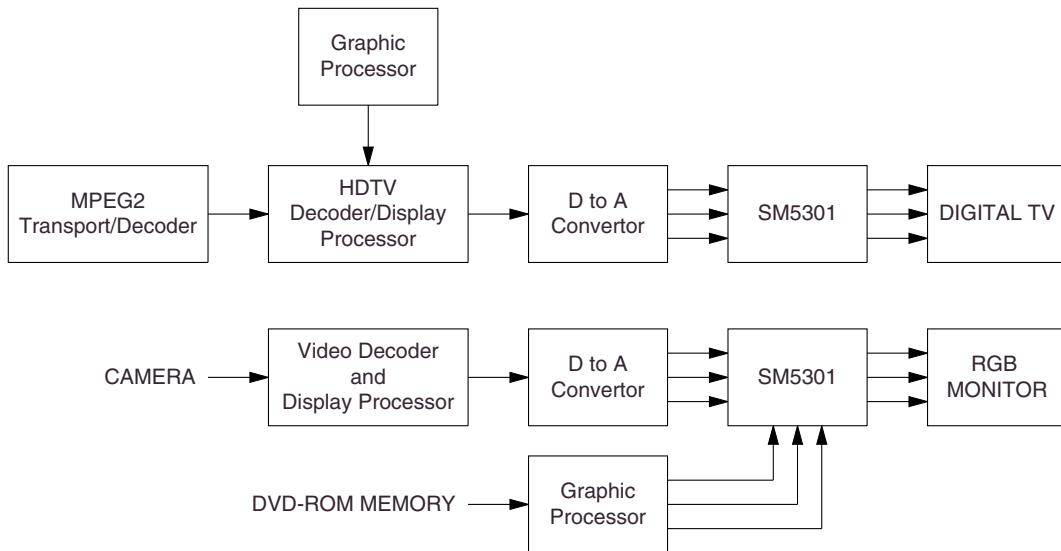 Graphic
Processor
MPEG2
Transport/Decoder
HDTV
Decoder/Display
Processor
D to A
Convertor
SM5301
DIGITAL TV
CAMERA
Video Decoder
and
Display Processor
D to A
Convertor
SM5301
RGB
MONITOR
DVD-ROM MEMORY
Graphic
Processor